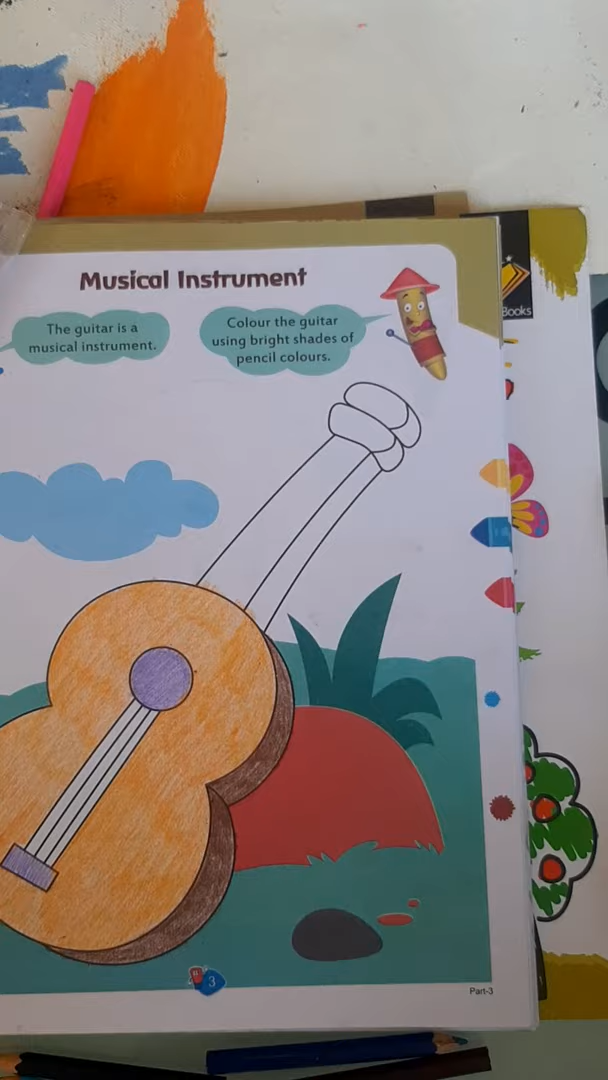 Musical Instrument
The guitar is a
musical instrument.
Colour the guitar
using bright shades of
pencil colours.
Books
3
Part-3